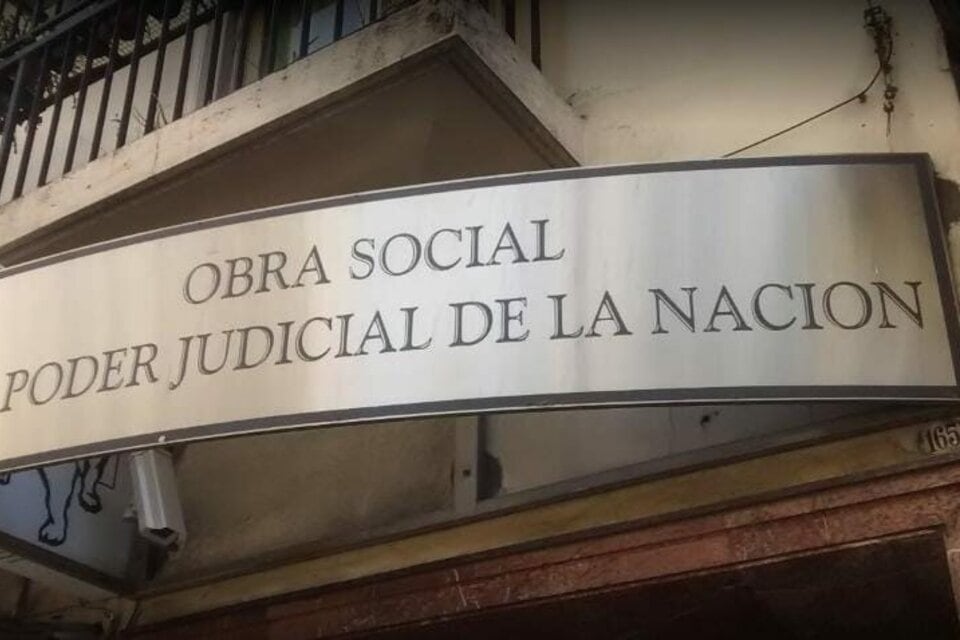 OBRA SOCIAL
PODER JUDICIAL DE LA NACION